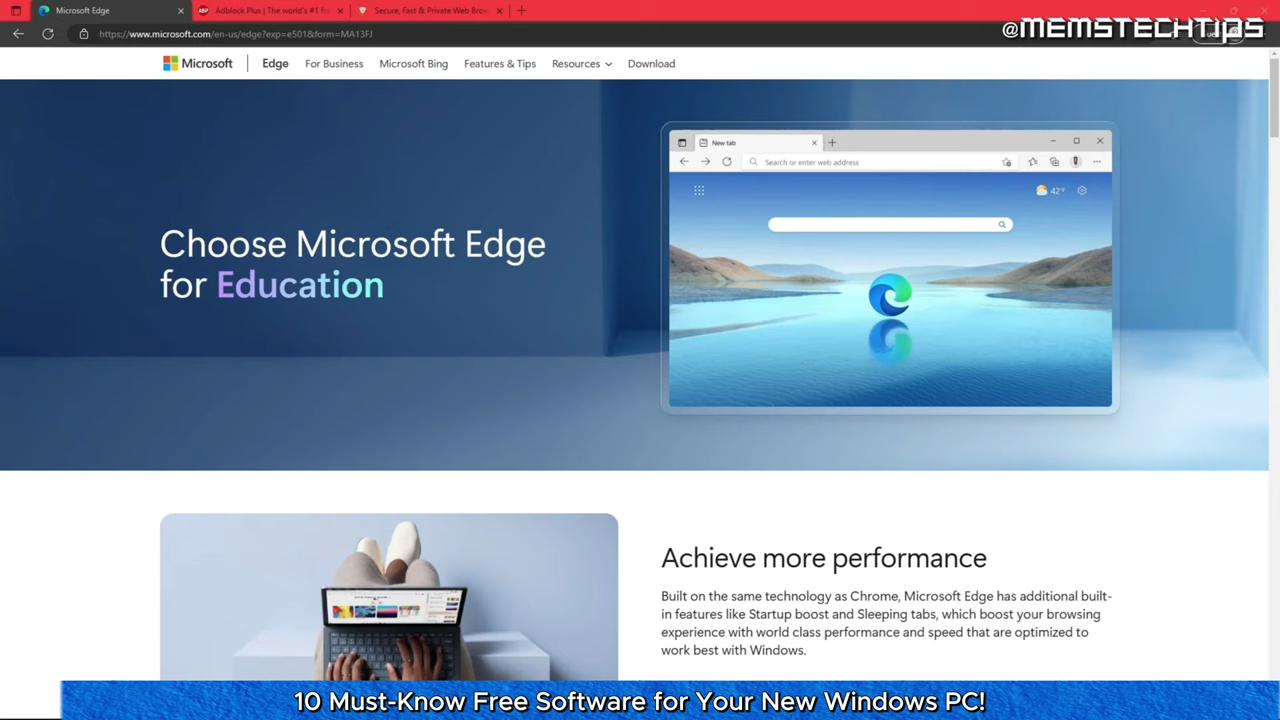 Microsoft Edge
Adblock Plus | The world's #1 fre
Secure, Fast & Private Web Brow
@MEMSTECHTIPS
https://www.microsoft.com/en-us/edge?exp=e501&form=MA13FJ
Microsoft
Edge
For Business
Microsoft Bing
Features & Tips
Resources
Download
New tab
Search or enter web address
42°F
Choose Microsoft Edge
for Education
Achieve more performance
Built on the same technology as Chrome, Microsoft Edge has additional built-
in features like Startup boost and Sleeping tabs, which boost your browsing
experience with world class performance and speed that are optimized to
work best with Windows.
10 Must-Know Free Software for Your New Windows PC!